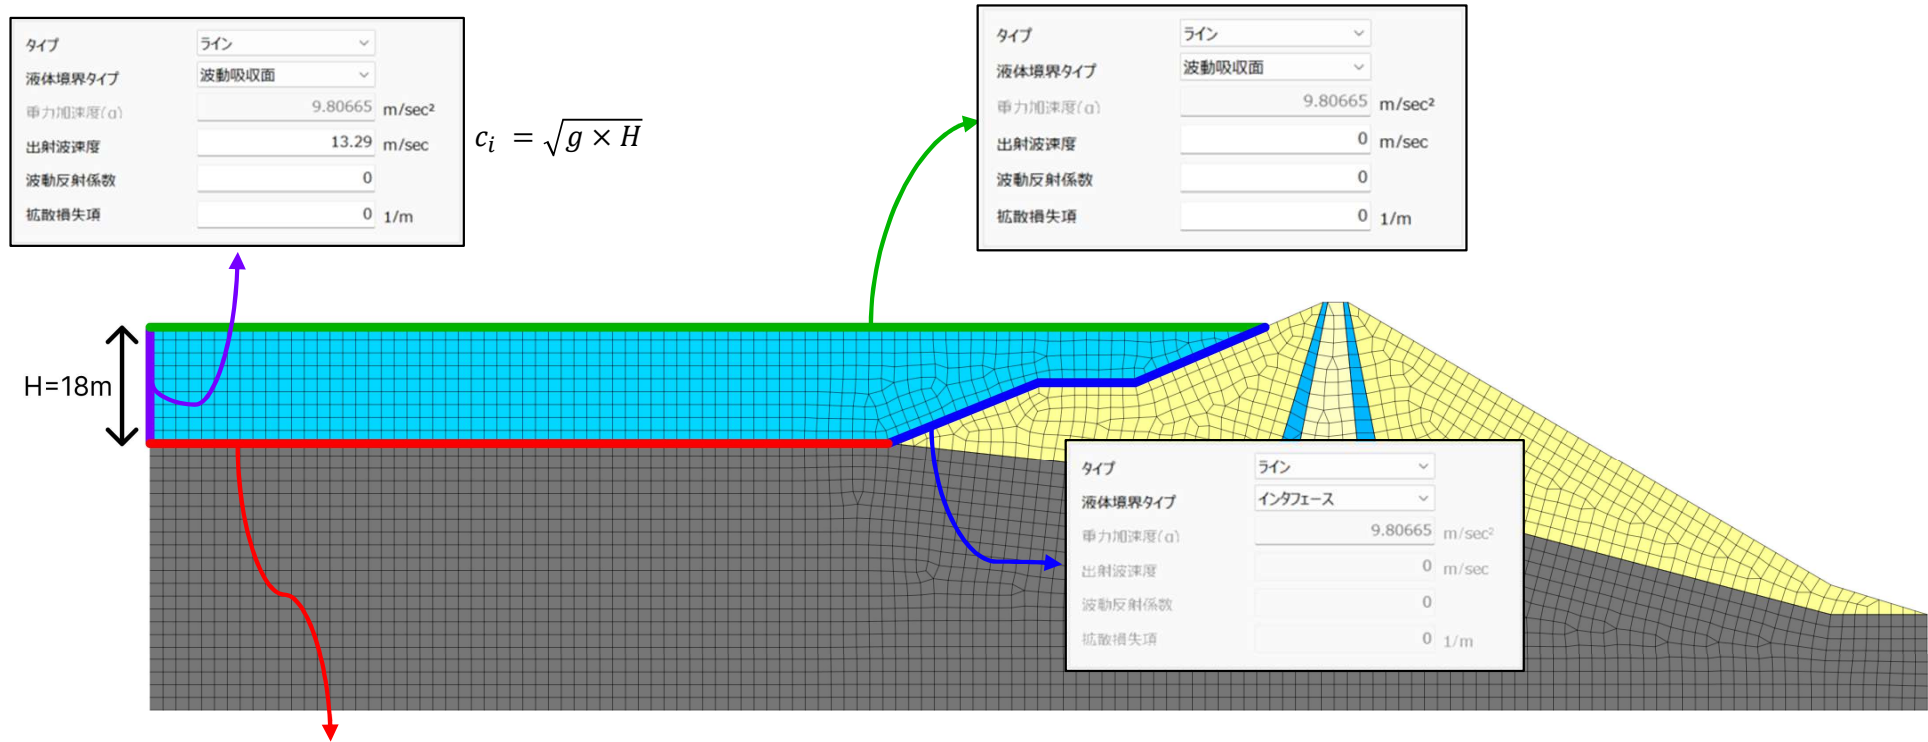 タイプ ライン
液体境界タイプ 波動吸収面
重力加速度(g) 9.80665 m/sec²
出射波速度 13.29 m/sec
波動反射係数 0
拡散損失項 0 1/m
c_i = √g × H
タイプ ライン
液体境界タイプ 波動吸収面
重力加速度(g) 9.80665 m/sec²
出射波速度 0 m/sec
波動反射係数 0
拡散損失項 0 1/m
H=18m
タイプ ライン
液体境界タイプ インタフェース
重力加速度(g) 9.80665 m/sec²
出射波速度 0 m/sec
波動反射係数 0
拡散損失項 0 1/m